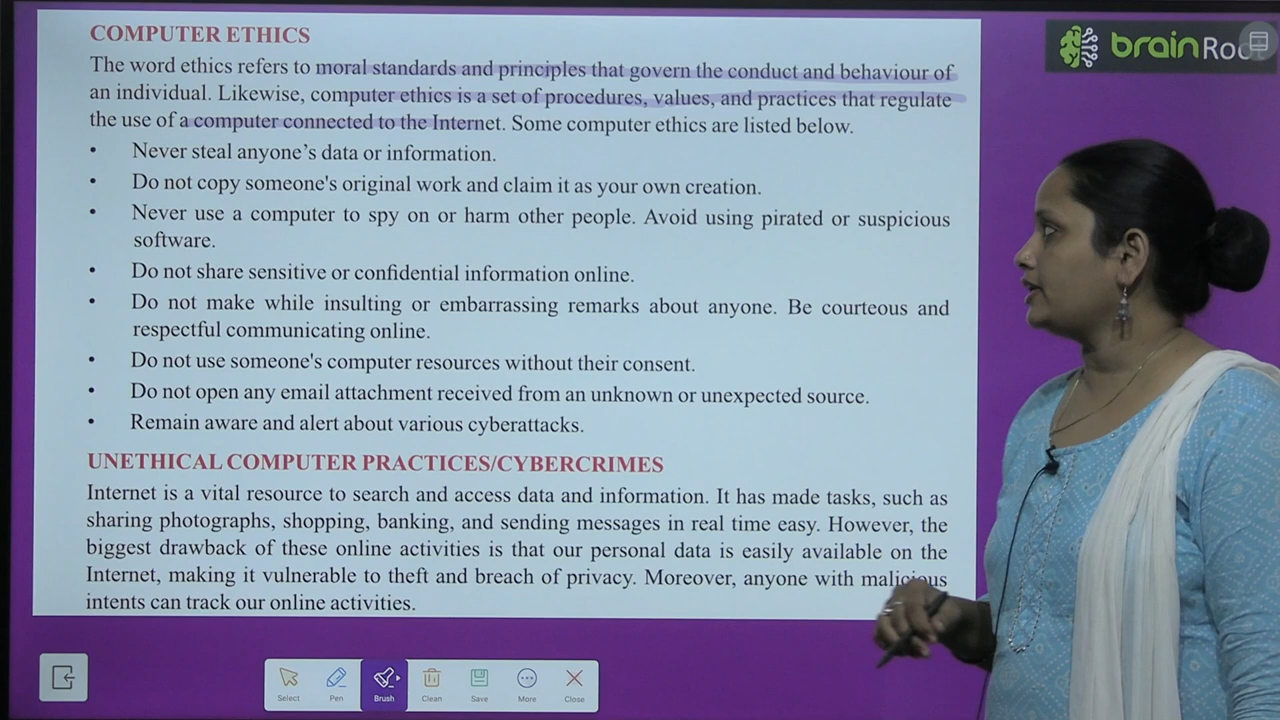 COMPUTER ETHICS
The word ethics refers to moral standards and principles that govern the conduct and behaviour of
an individual. Likewise, computer ethics is a set of procedures, values, and practices that regulate
the use of a computer connected to the Internet. Some computer ethics are listed below.
• Never steal anyone’s data or information.
• Do not copy someone's original work and claim it as your own creation.
• Never use a computer to spy on or harm other people. Avoid using pirated or suspicious
software.
• Do not share sensitive or confidential information online.
• Do not make while insulting or embarrassing remarks about anyone. Be courteous and
respectful communicating online.
• Do not use someone's computer resources without their consent.
• Do not open any email attachment received from an unknown or unexpected source.
• Remain aware and alert about various cyberattacks.
UNETHICAL COMPUTER PRACTICES/CYBERCRIMES
Internet is a vital resource to search and access data and information. It has made tasks, such as
sharing photographs, shopping, banking, and sending messages in real time easy. However, the
biggest drawback of these online activities is that our personal data is easily available on the
Internet, making it vulnerable to theft and breach of privacy. Moreover, anyone with malicious
intents can track our online activities.
brain
Select Pen Brush Clean Save More Close